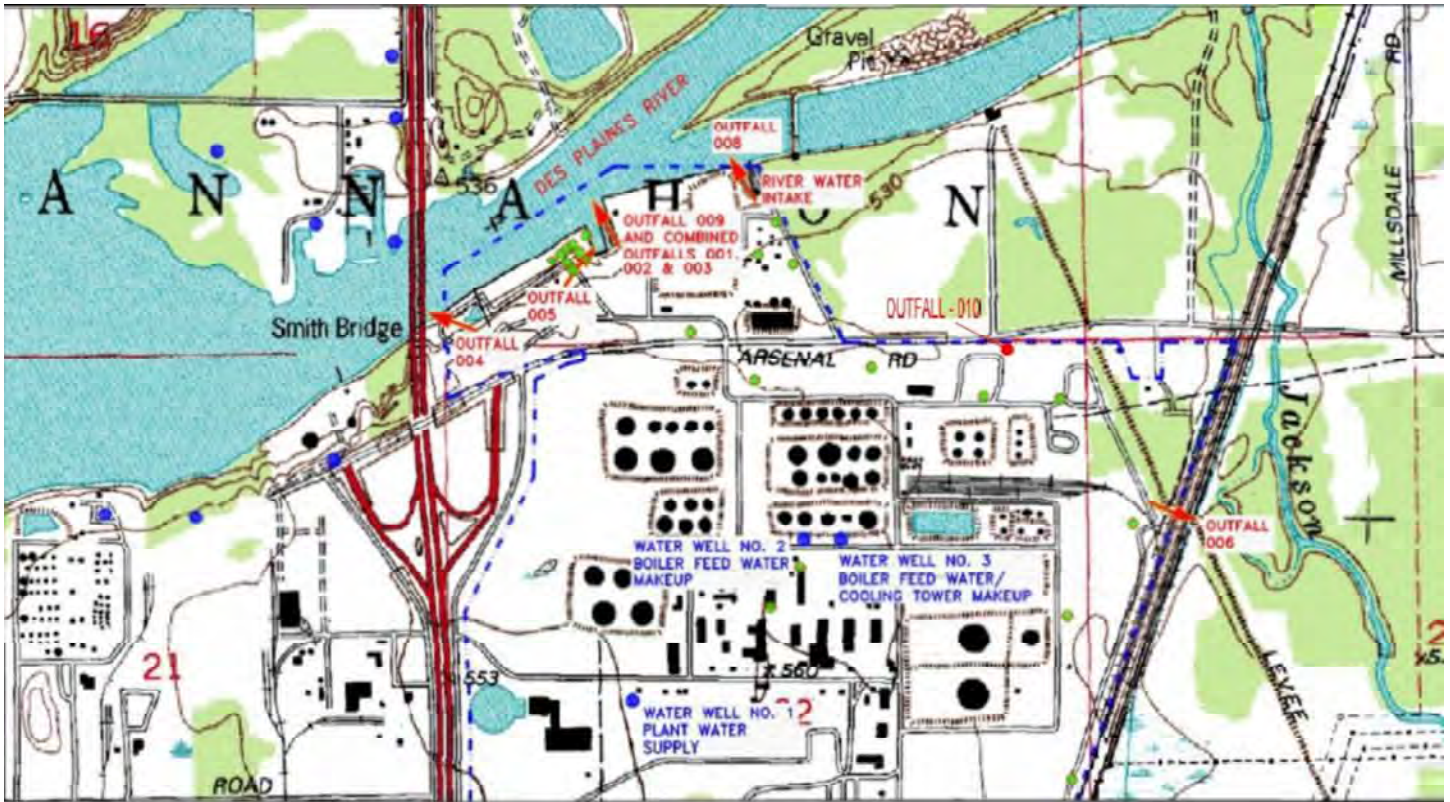 16
Gravel
Pit
DES PLAINES RIVER
OUTFALL
008
MILLSDALE RD
536
RIVER WATER
INTAKE
530
A N N A H O N
OUTFALL 009
AND COMBINED
OUTFALLS 001,
002 & 003
OUTFALL
005
OUTFALL-010
Smith Bridge
OUTFALL
004
ARSENAL RD
Jackson
OUTFALL
006
WATER WELL NO. 2
BOILER FEED WATER
MAKEUP
WATER WELL NO. 3
BOILER FEED WATER/
COOLING TOWER MAKEUP
21
553
x 560
LEVEE
WATER WELL NO. 1
PLANT WATER
SUPPLY
ROAD